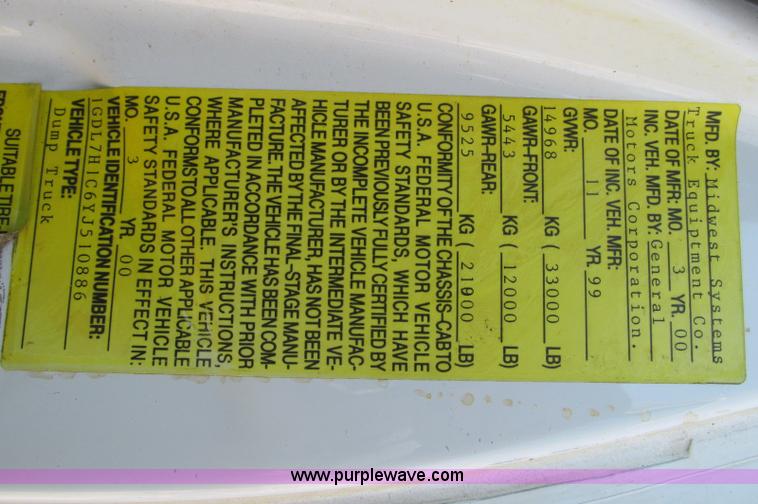 MFD. BY: Midwest Systems
Truck Equiptment Co.
DATE OF MFR: MO. 3 YR. 00
INC. VEH. MFD. BY: General
Motors Corporation.
DATE OF INC. VEH. MFR:
MO. 11 YR. 99
GVWR:
14968 KG ( 33000 LB)
GAWR-FRONT:
5443 KG ( 12000 LB)
GAWR-REAR:
9525 KG ( 21000 LB)
CONFORMITY OF THE CHASSIS-CAB TO
U.S.A. FEDERAL MOTOR VEHICLE
SAFETY STANDARDS, WHICH HAVE
BEEN PREVIOUSLY FULLY CERTIFIED BY
THE INCOMPLETE VEHICLE MANUFAC-
TURER OR BY THE INTERMEDIATE VE-
HICLE MANUFACTURER, HAS NOT BEEN
AFFECTED BY THE FINAL-STAGE MANU-
FACTURE. THE VEHICLE HAS BEEN COM-
PLETED IN ACCORDANCE WITH PRIOR
MANUFACTURER'S INSTRUCTIONS,
WHERE APPLICABLE. THIS VEHICLE
CONFORMS TO ALL OTHER APPLICABLE
U.S.A. FEDERAL MOTOR VEHICLE
SAFETY STANDARDS IN EFFECT IN:
MO. 3 YR. 00
VEHICLE IDENTIFICATION NUMBER:
1GDL7H1C6YJ510886
VEHICLE TYPE:
Dump Truck
SUITABLE TIRE
www.purplewave.com